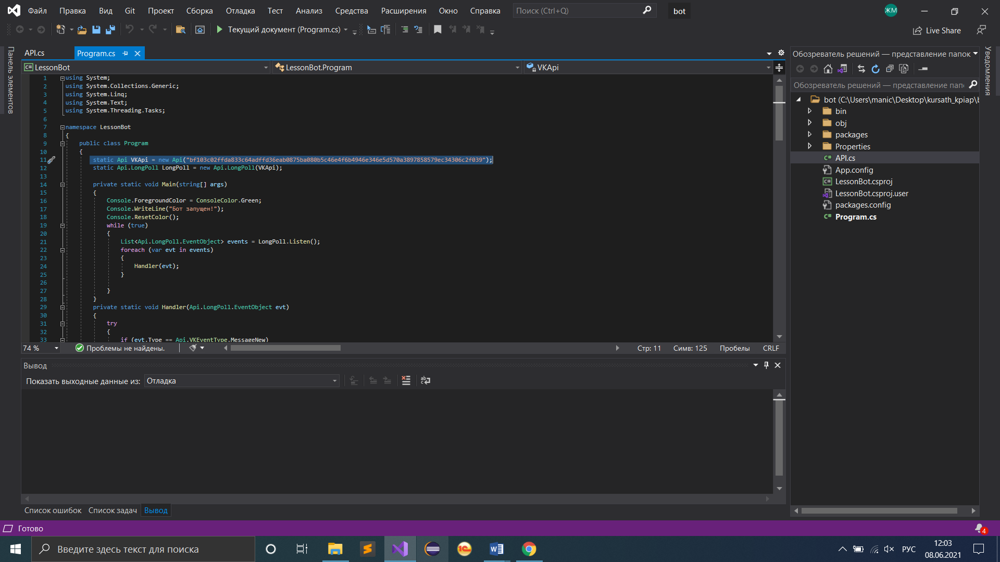 Файл Правка Вид Git Проект Сборка Отладка Тест Анализ Средства Расширения Окно Справка Поиск (Ctrl+Q) bot ЖМ
Текущий документ (Program.cs) Live Share
Панель элементов
API.cs Program.cs
LessonBot LessonBot.Program VKApi
1 using System;
2 using System.Collections.Generic;
3 using System.Linq;
4 using System.Text;
5 using System.Threading.Tasks;
6
7 namespace LessonBot
8 {
9 public class Program
10 {
11 static Api VKApi = new Api("bf103c02ffda833c64adffd36eab0875ba080b5c46e4f6b4946e346e5d570a3897858579ec34306c2f039");
12 static Api.LongPoll LongPoll = new Api.LongPoll(VKApi);
13
14 private static void Main(string[] args)
15 {
16 Console.ForegroundColor = ConsoleColor.Green;
17 Console.WriteLine("Бот запущен!");
18 Console.ResetColor();
19 while (true)
20 {
21 List<Api.LongPoll.EventObject> events = LongPoll.Listen();
22 foreach (var evt in events)
23 {
24 Handler(evt);
25 }
26
27 }
28 }
29 private static void Handler(Api.LongPoll.EventObject evt)
30 {
31 try
32 {
33 if (evt.Type == Api.VKEventType.MessageNew)
74 % Проблемы не найдены. Стр: 11 Симв: 125 Пробелы CRLF
Вывод
Показать выходные данные из: Отладка
Список ошибок Список задач Вывод
Обозреватель решений — представление папок
Обозреватель решений — представление папі
bot (C:\Users\manic\Desktop\kursath_kpiap\b
bin
obj
packages
Properties
API.cs
App.config
LessonBot.csproj
LessonBot.csproj.user
packages.config
Program.cs
Уведомления
Готово 4
Введите здесь текст для поиска РУС 12:03
08.06.2021